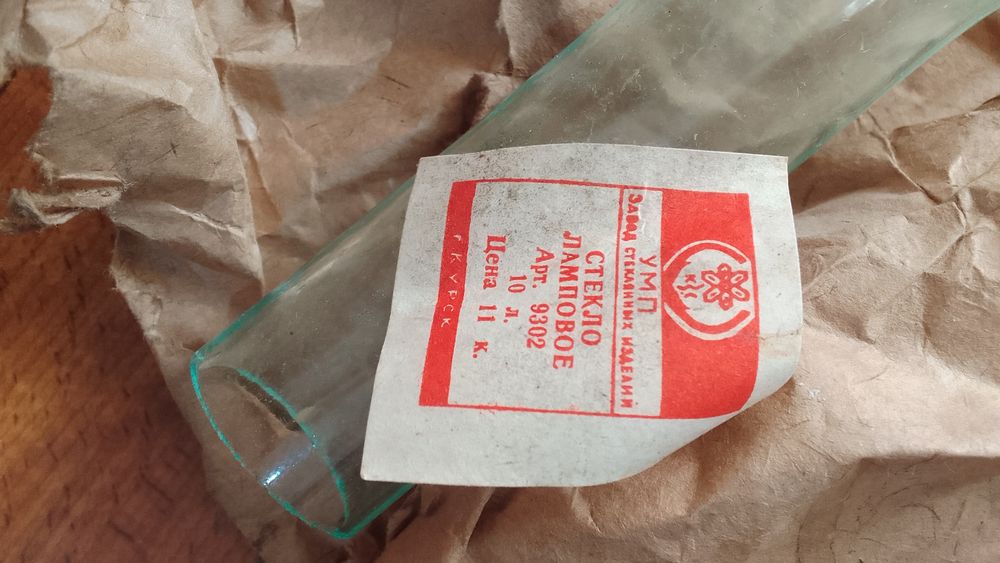 УМП
Завод стеклянных изделий
СТЕКЛО
ЛАМПОВОЕ
Арт. 9302
10 л.
Цена 11 к.
Г КУРСК